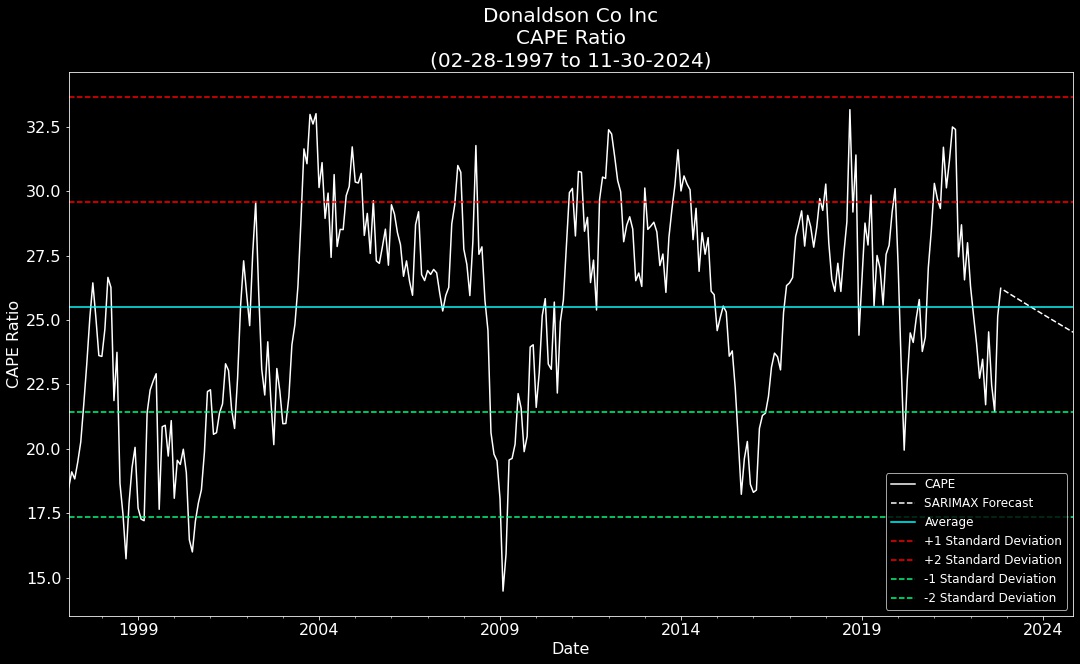 Donaldson Co Inc
CAPE Ratio
(02-28-1997 to 11-30-2024)
CAPE Ratio
32.5
30.0
27.5
25.0
22.5
20.0
17.5
15.0
CAPE
SARIMAX Forecast
Average
+1 Standard Deviation
+2 Standard Deviation
-1 Standard Deviation
-2 Standard Deviation
1999
2004
2009
2014
2019
2024
Date